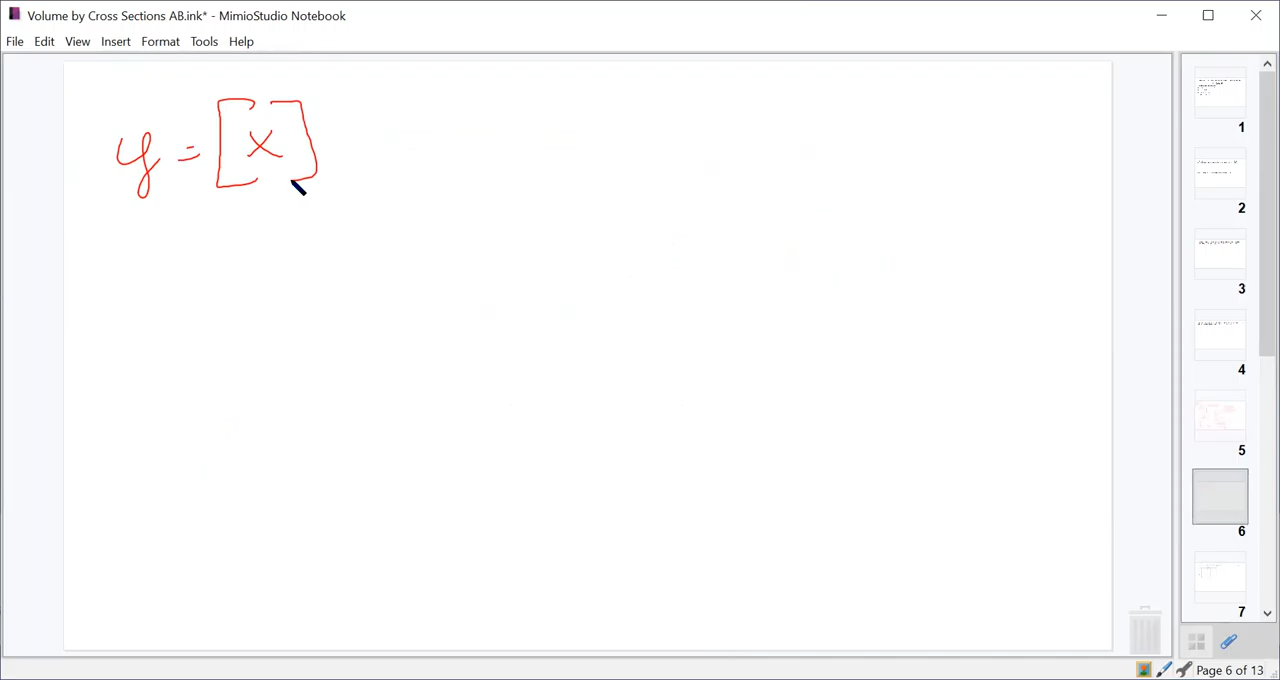 Volume by Cross Sections AB.ink* - MimioStudio Notebook
File Edit View Insert Format Tools Help
y = [x]
1
2
3
4
5
6
7
Page 6 of 13